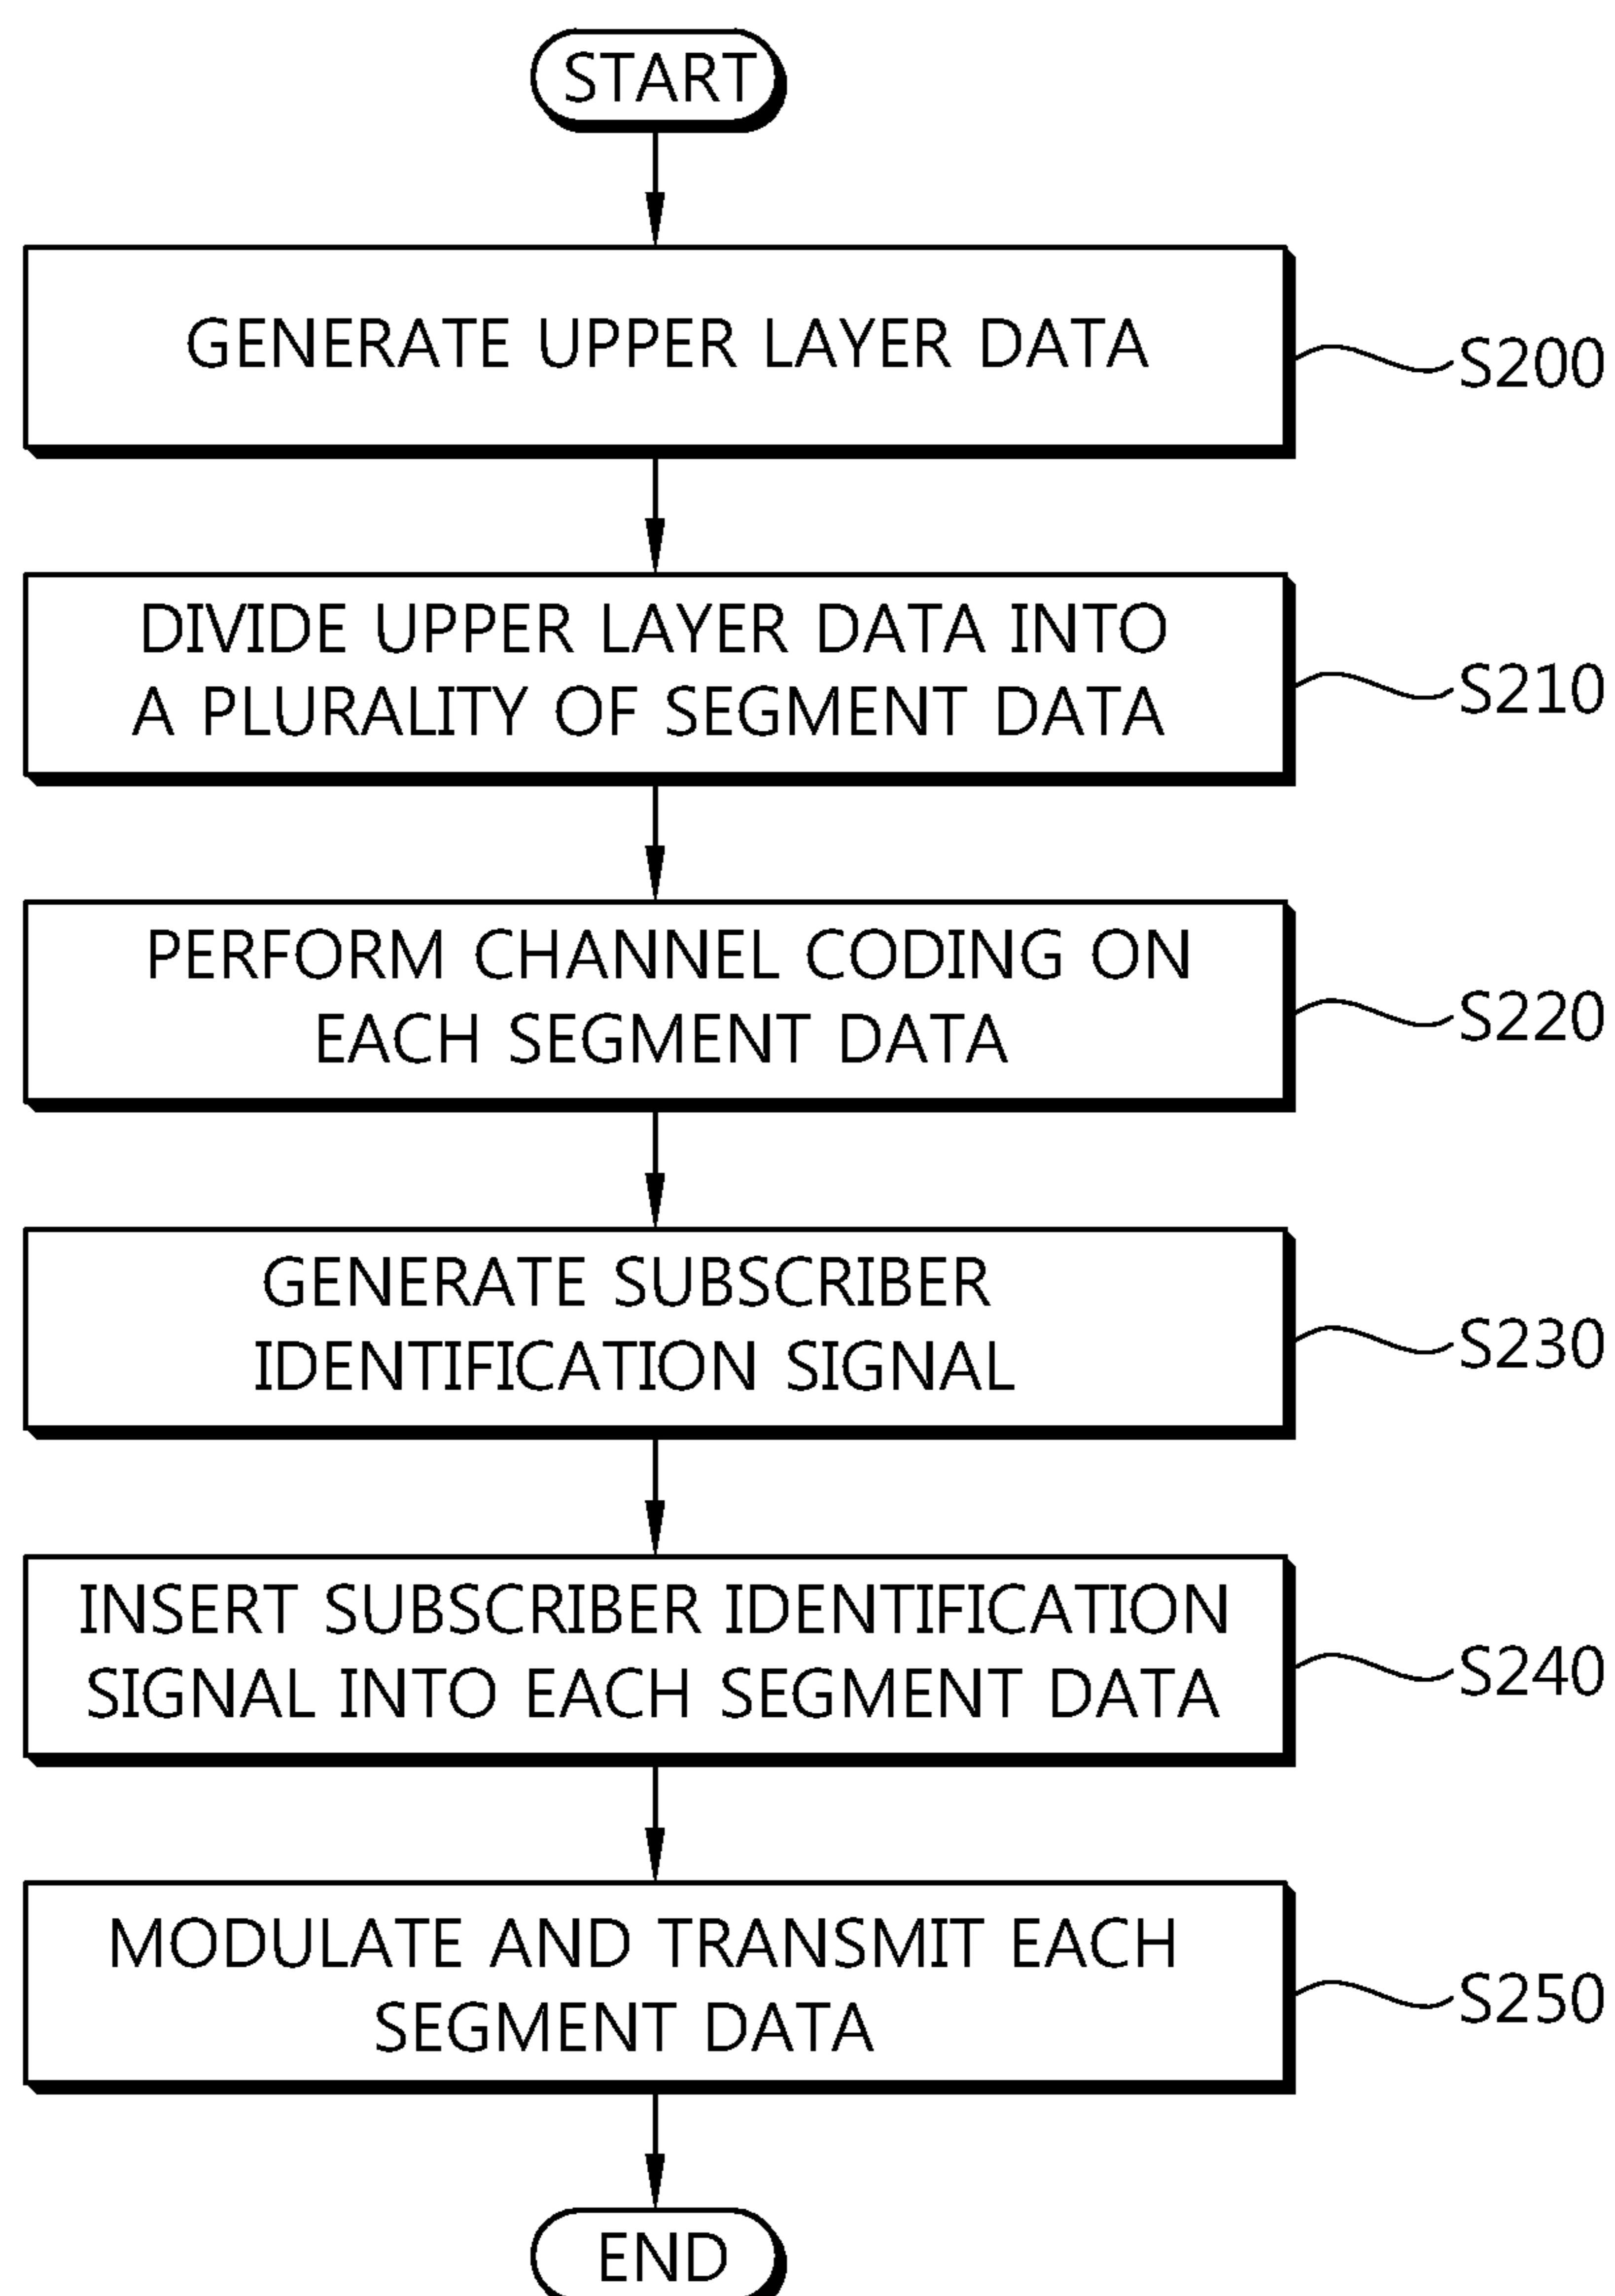 START
GENERATE UPPER LAYER DATA
S200
DIVIDE UPPER LAYER DATA INTO
A PLURALITY OF SEGMENT DATA
S210
PERFORM CHANNEL CODING ON
EACH SEGMENT DATA
S220
GENERATE SUBSCRIBER
IDENTIFICATION SIGNAL
S230
INSERT SUBSCRIBER IDENTIFICATION
SIGNAL INTO EACH SEGMENT DATA
S240
MODULATE AND TRANSMIT EACH
SEGMENT DATA
S250
END